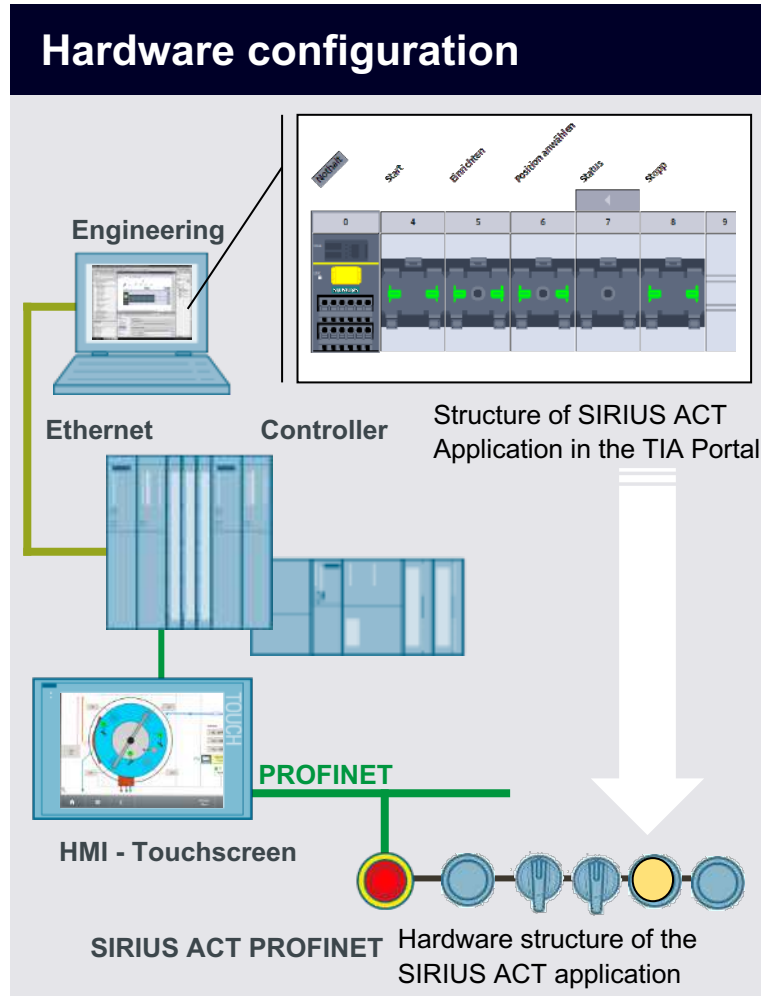 Hardware configuration
Nothalt
Start
Einrichten
Position anwählen
Status
Stopp
0
4
5
6
7
8
9
Engineering
Structure of SIRIUS ACT
Application in the TIA Portal
Ethernet
Controller
TOUCH
PROFINET
HMI - Touchscreen
SIRIUS ACT PROFINET
Hardware structure of the
SIRIUS ACT application